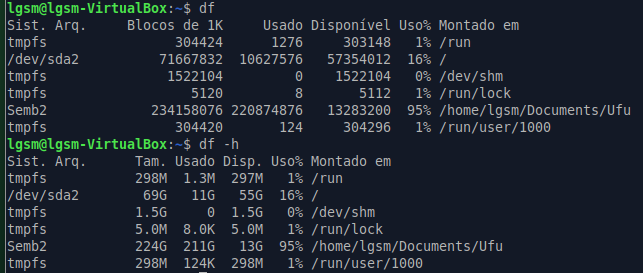 lgsm@lgsm-VirtualBox:~$ df
Sist. Arq.     Blocos de 1K     Usado Disponível Uso% Montado em
tmpfs                304424      1276     303148   1% /run
/dev/sda2          71667832  10627576   57354012  16% /
tmpfs               1522104         0    1522104   0% /dev/shm
tmpfs                  5120         8       5112   1% /run/lock
Semb2             234158076 220874876   13283200  95% /home/lgsm/Documents/Ufu
tmpfs                304420       124     304296   1% /run/user/1000
lgsm@lgsm-VirtualBox:~$ df -h
Sist. Arq.      Tam. Usado Disp. Uso% Montado em
tmpfs           298M  1.3M  297M   1% /run
/dev/sda2        69G   11G   55G  16% /
tmpfs           1.5G     0  1.5G   0% /dev/shm
tmpfs           5.0M  8.0K  5.0M   1% /run/lock
Semb2           224G  211G   13G  95% /home/lgsm/Documents/Ufu
tmpfs           298M  124K  298M   1% /run/user/1000